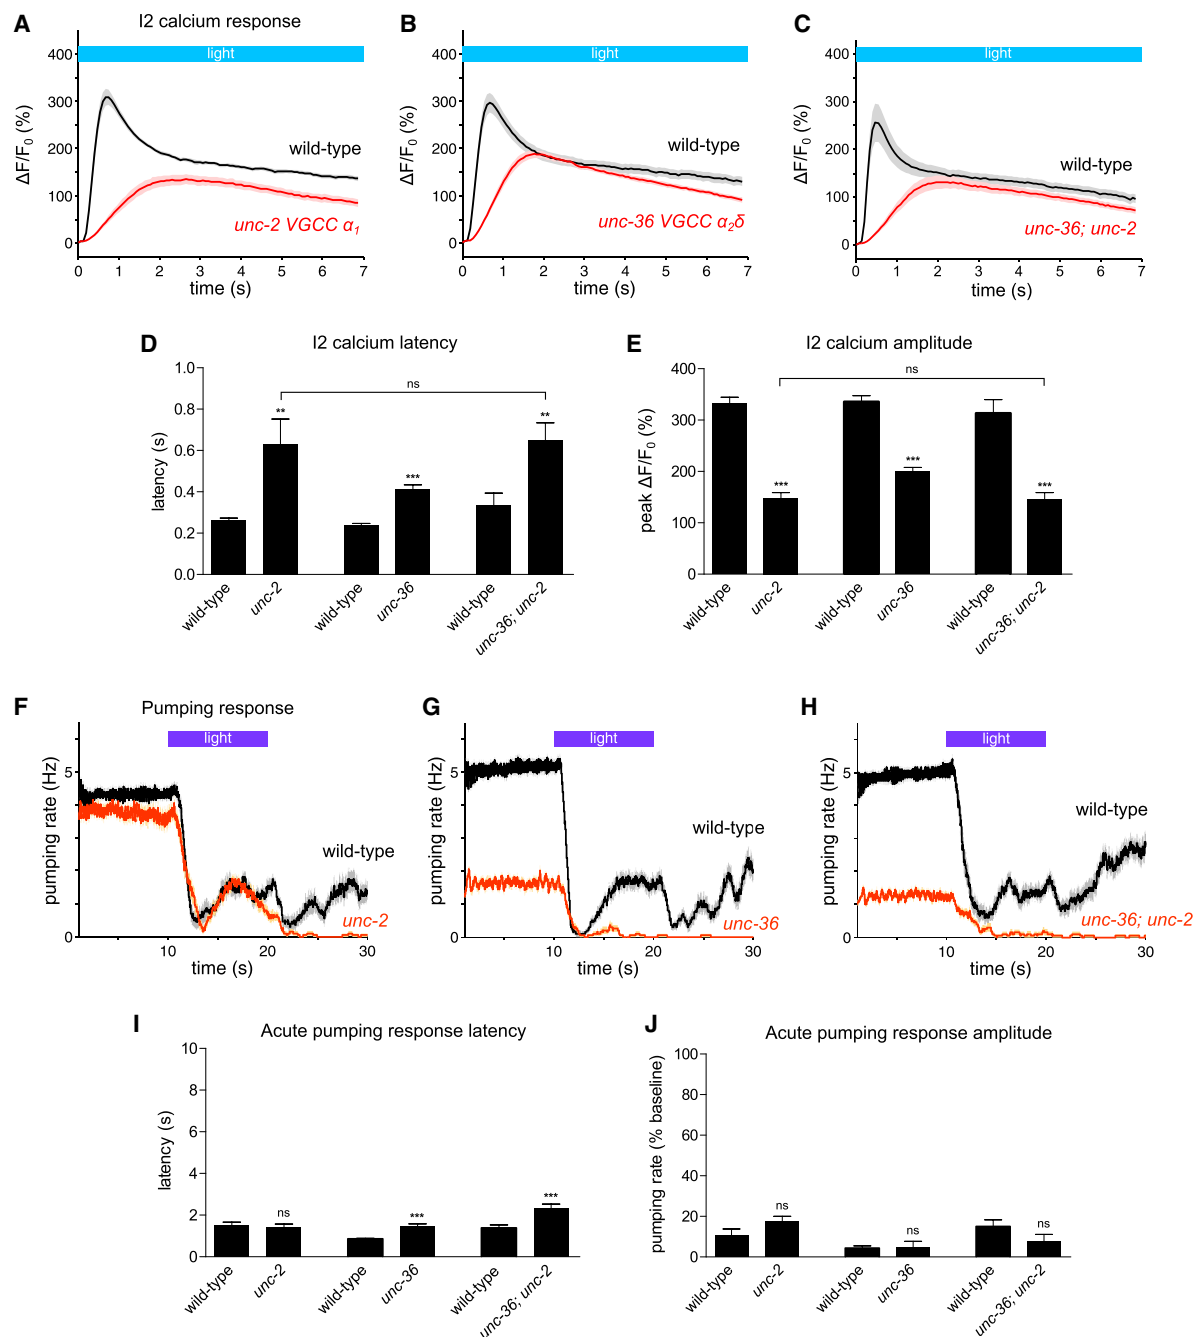 A
I2 calcium response
B
C
light
light
light
400
300
200
100
0
ΔF/F0 (%)
wild-type
unc-2 VGCC α1
0 1 2 3 4 5 6 7
time (s)
400
300
200
100
0
ΔF/F0 (%)
wild-type
unc-36 VGCC α2δ
0 1 2 3 4 5 6 7
time (s)
400
300
200
100
0
ΔF/F0 (%)
wild-type
unc-36; unc-2
0 1 2 3 4 5 6 7
time (s)
D
I2 calcium latency
1.0
0.8
0.6
0.4
0.2
0.0
latency (s)
ns
**
***
**
wild-type
unc-2
wild-type
unc-36
wild-type
unc-36; unc-2
E
I2 calcium amplitude
400
300
200
100
0
peak ΔF/F0 (%)
ns
***
***
***
wild-type
unc-2
wild-type
unc-36
wild-type
unc-36; unc-2
F
Pumping response
light
5
0
pumping rate (Hz)
wild-type
unc-2
10 20 30
time (s)
G
light
5
0
pumping rate (Hz)
wild-type
unc-36
10 20 30
time (s)
H
light
5
0
pumping rate (Hz)
wild-type
unc-36; unc-2
10 20 30
time (s)
I
Acute pumping response latency
10
8
6
4
2
0
latency (s)
ns
***
***
wild-type
unc-2
wild-type
unc-36
wild-type
unc-36; unc-2
J
Acute pumping response amplitude
100
80
60
40
20
0
pumping rate (% baseline)
ns
ns
ns
wild-type
unc-2
wild-type
unc-36
wild-type
unc-36; unc-2